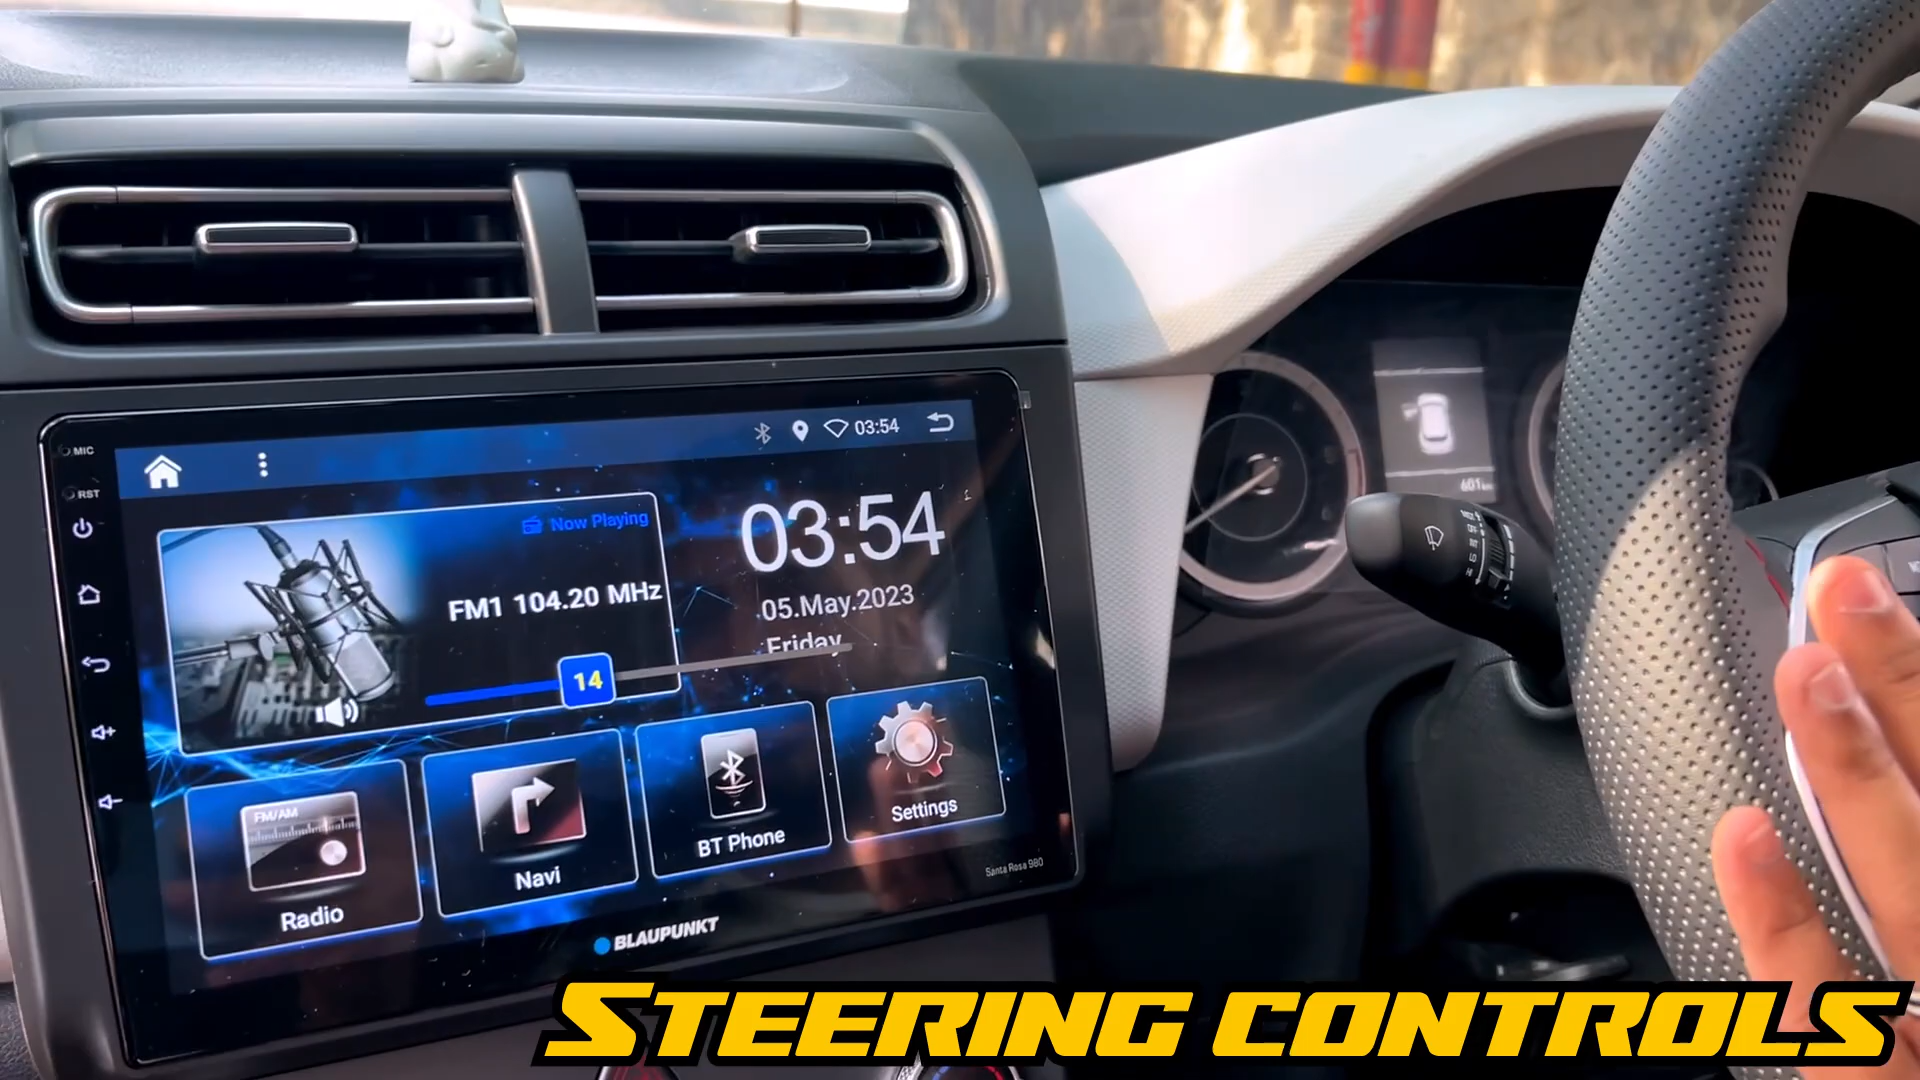 MIC
RST
03:54
Now Playing
FM1 104.20 MHz
14
03:54
05.May.2023
Friday
FM/AM
Radio
Navi
BT Phone
Settings
Santa Rosa 980
BLAUPUNKT
601
STEERING CONTROLS